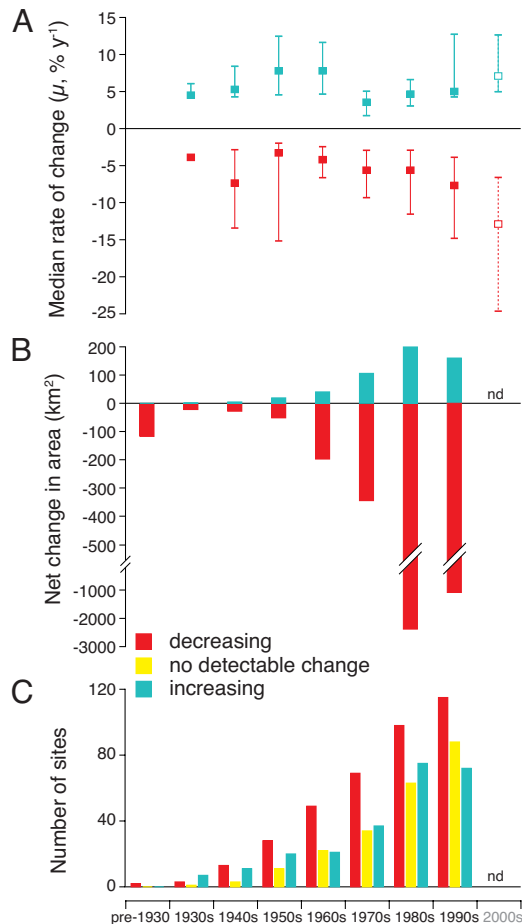 A
Median rate of change (μ, % y⁻¹)
15
10
5
0
-5
-10
-15
-20
-25
B
Net change in area (km²)
200
100
0
-100
-200
-300
-400
-500
-1000
-2000
-3000
nd
decreasing
no detectable change
increasing
C
Number of sites
120
80
40
0
nd
pre-1930 1930s 1940s 1950s 1960s 1970s 1980s 1990s 2000s